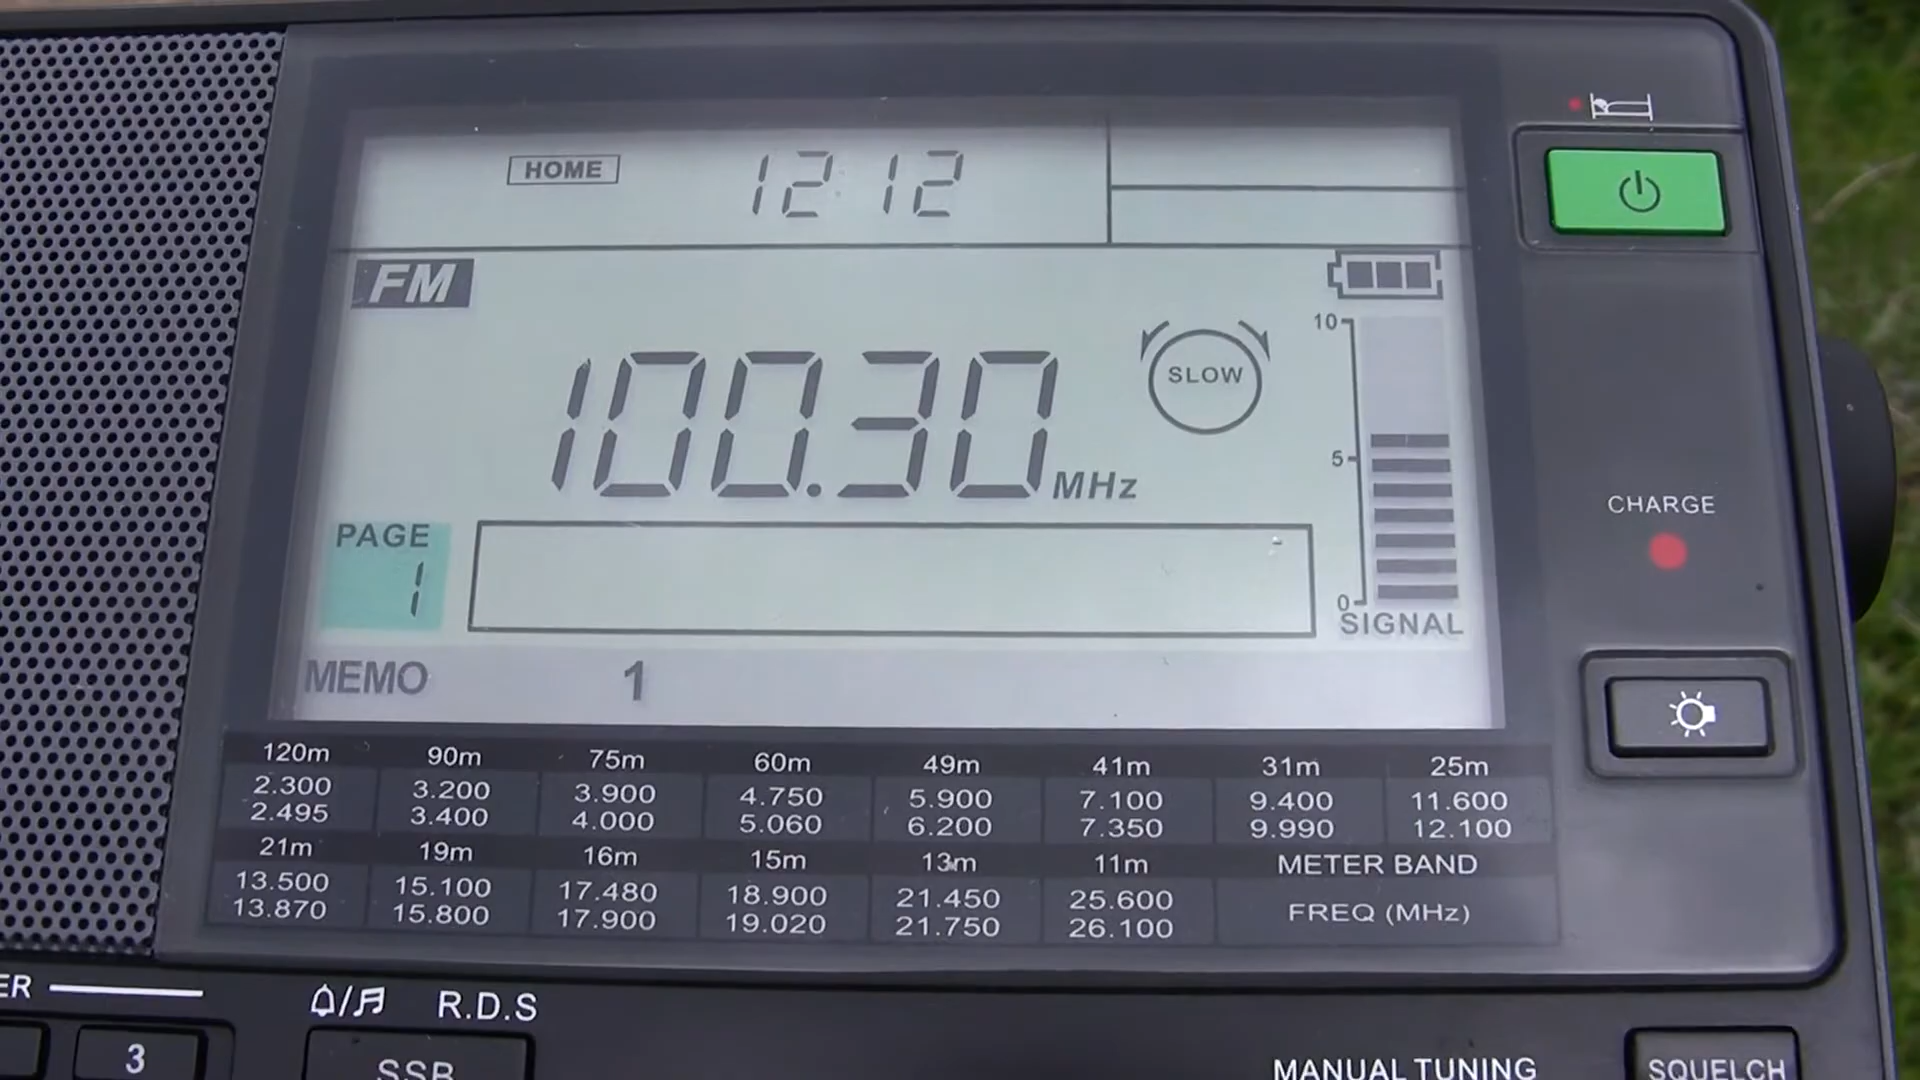 HOME 12:12
FM
10
SLOW
100.30 MHz
5
CHARGE
PAGE
1
0
SIGNAL
MEMO 1
120m 90m 75m 60m 49m 41m 31m 25m
2.300 3.200 3.900 4.750 5.900 7.100 9.400 11.600
2.495 3.400 4.000 5.060 6.200 7.350 9.990 12.100
21m 19m 16m 15m 13m 11m METER BAND
13.500 15.100 17.480 18.900 21.450 25.600 FREQ (MHz)
13.870 15.800 17.900 19.020 21.750 26.100
ER
R.D.S
3
SSB
MANUAL TUNING
SQUELCH